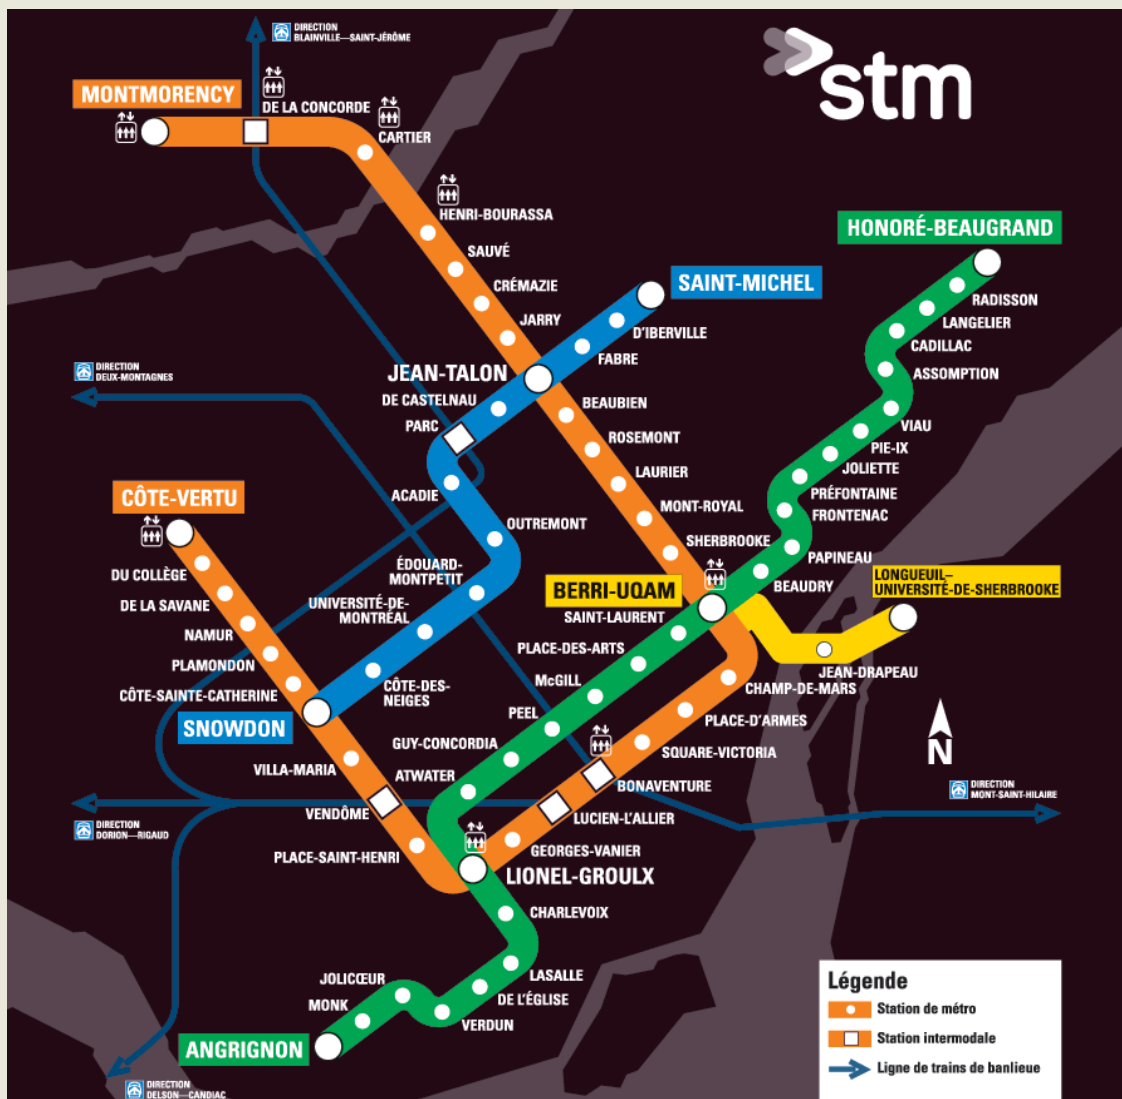 DIRECTION
BLAINVILLE—SAINT-JÉRÔME
stm
MONTMORENCY
DE LA CONCORDE
CARTIER
HENRI-BOURASSA
SAUVÉ
CRÉMAZIE
JARRY
HONORÉ-BEAUGRAND
RADISSON
LANGELIER
CADILLAC
ASSOMPTION
VIAU
PIE-IX
JOLIETTE
PRÉFONTAINE
FRONTENAC
PAPINEAU
BEAUDRY
SAINT-MICHEL
D'IBERVILLE
FABRE
JEAN-TALON
DE CASTELNAU
PARC
ACADIE
OUTREMONT
ÉDOUARD-
MONTPETIT
UNIVERSITÉ-DE-
MONTRÉAL
CÔTE-DES-
NEIGES
SNOWDON
DIRECTION
DEUX-MONTAGNES
BEAUBIEN
ROSEMONT
LAURIER
MONT-ROYAL
SHERBROOKE
BERRI-UQAM
LONGUEUIL–
UNIVERSITÉ-DE-SHERBROOKE
JEAN-DRAPEAU
CÔTE-VERTU
DU COLLÈGE
DE LA SAVANE
NAMUR
PLAMONDON
CÔTE-SAINTE-CATHERINE
VILLA-MARIA
VENDÔME
PLACE-SAINT-HENRI
SAINT-LAURENT
PLACE-DES-ARTS
McGILL
PEEL
GUY-CONCORDIA
ATWATER
CHAMP-DE-MARS
PLACE-D'ARMES
SQUARE-VICTORIA
BONAVENTURE
LUCIEN-L'ALLIER
GEORGES-VANIER
LIONEL-GROULX
N
DIRECTION
MONT-SAINT-HILAIRE
DIRECTION
DORION—RIGAUD
CHARLEVOIX
LASALLE
DE L'ÉGLISE
VERDUN
JOLICŒUR
MONK
ANGRIGNON
DIRECTION
DELSON—CANDIAC
Légende
Station de métro
Station intermodale
Ligne de trains de banlieue